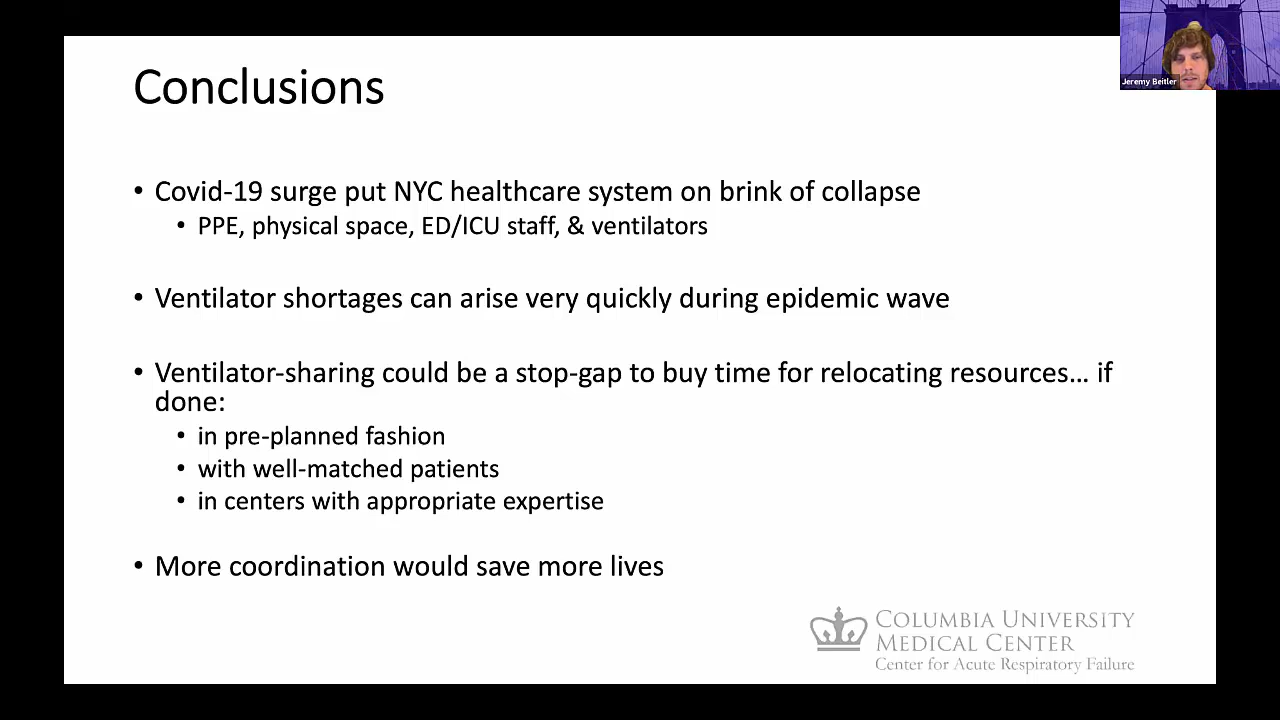 Conclusions
Jeremy Beitler
• Covid-19 surge put NYC healthcare system on brink of collapse
• PPE, physical space, ED/ICU staff, & ventilators
• Ventilator shortages can arise very quickly during epidemic wave
• Ventilator-sharing could be a stop-gap to buy time for relocating resources… if
done:
• in pre-planned fashion
• with well-matched patients
• in centers with appropriate expertise
• More coordination would save more lives
COLUMBIA UNIVERSITY
MEDICAL CENTER
Center for Acute Respiratory Failure